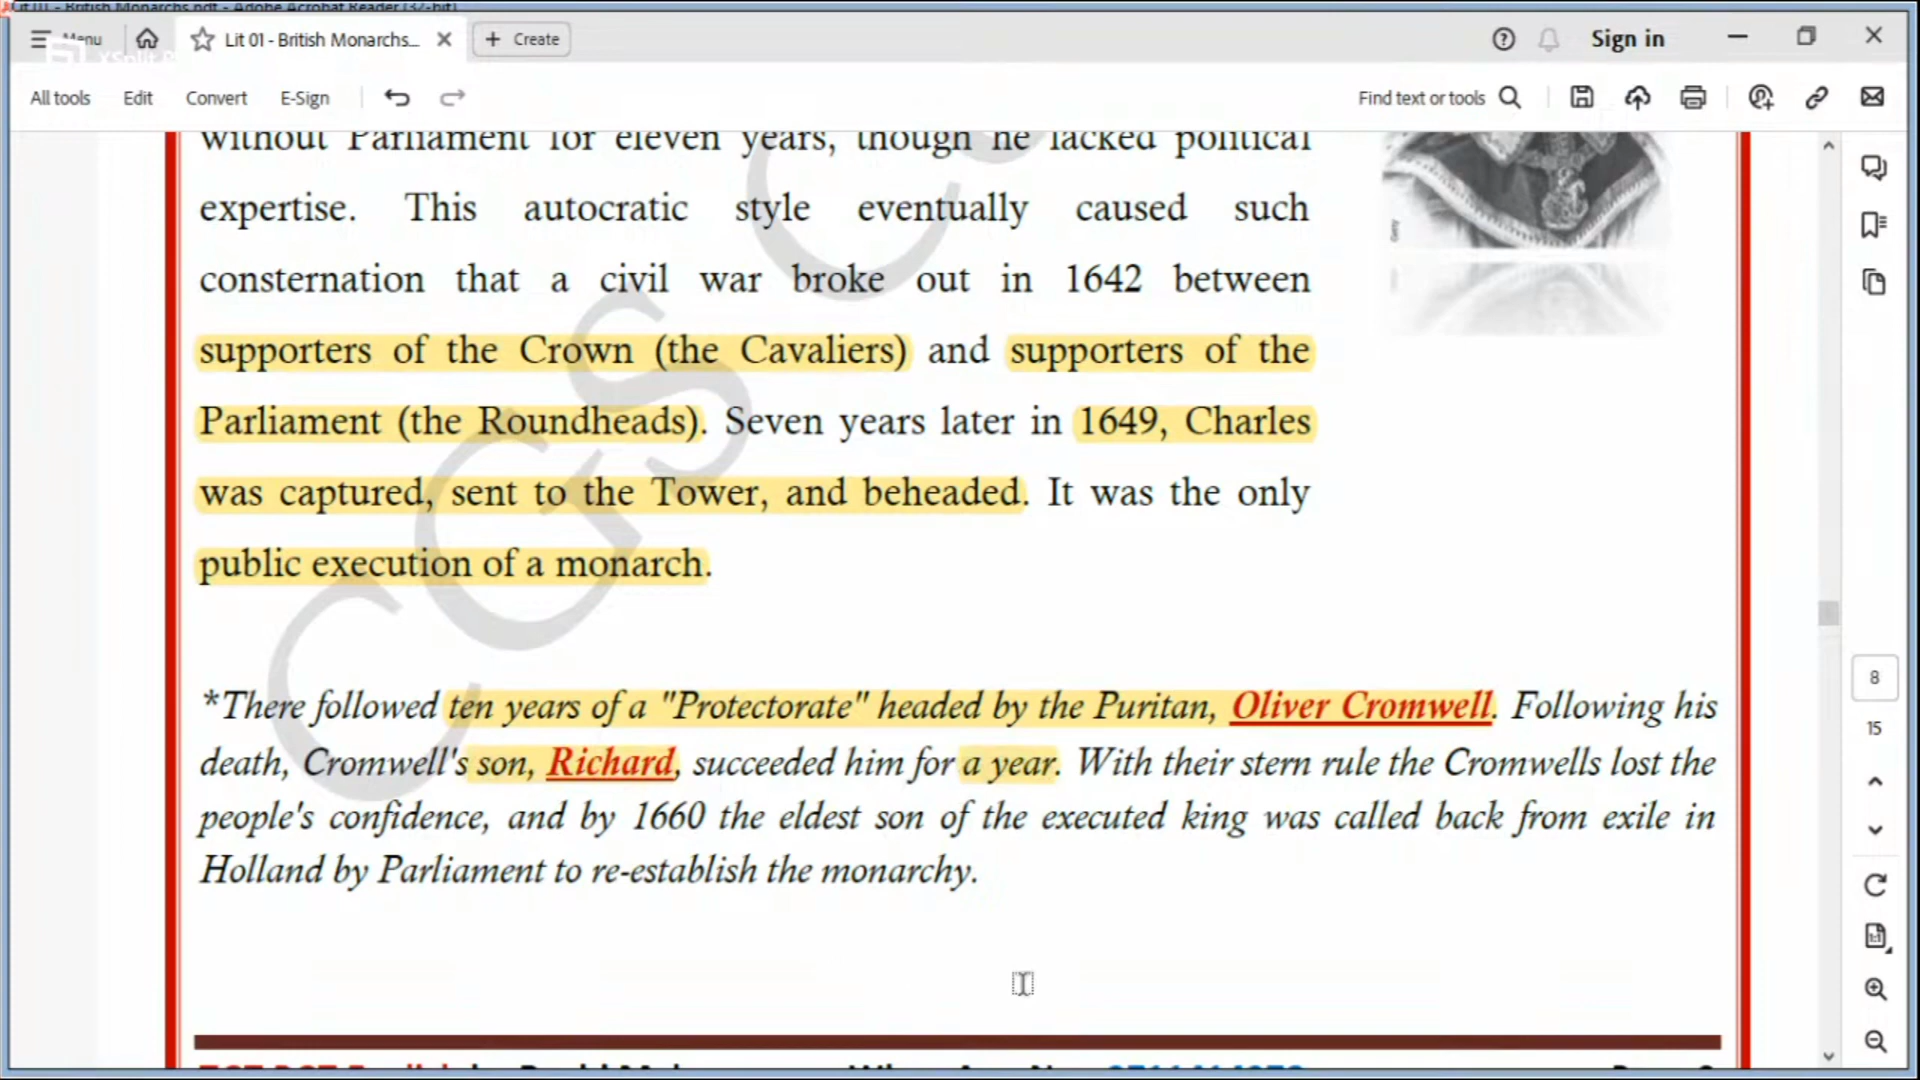 Lit 01 - British Monarchs.pdf - Adobe Acrobat Reader (32-bit)
Menu
Lit 01 - British Monarchs...
Create
Sign in
All tools
Edit
Convert
E-Sign
Find text or tools
without Parliament for eleven years, though he lacked political
expertise. This autocratic style eventually caused such
consternation that a civil war broke out in 1642 between
supporters of the Crown (the Cavaliers) and supporters of the
Parliament (the Roundheads). Seven years later in 1649, Charles
was captured, sent to the Tower, and beheaded. It was the only
public execution of a monarch.
Getty
CGS
*There followed ten years of a "Protectorate" headed by the Puritan, Oliver Cromwell. Following his
death, Cromwell's son, Richard, succeeded him for a year. With their stern rule the Cromwells lost the
people's confidence, and by 1660 the eldest son of the executed king was called back from exile in
Holland by Parliament to re-establish the monarchy.
8
15